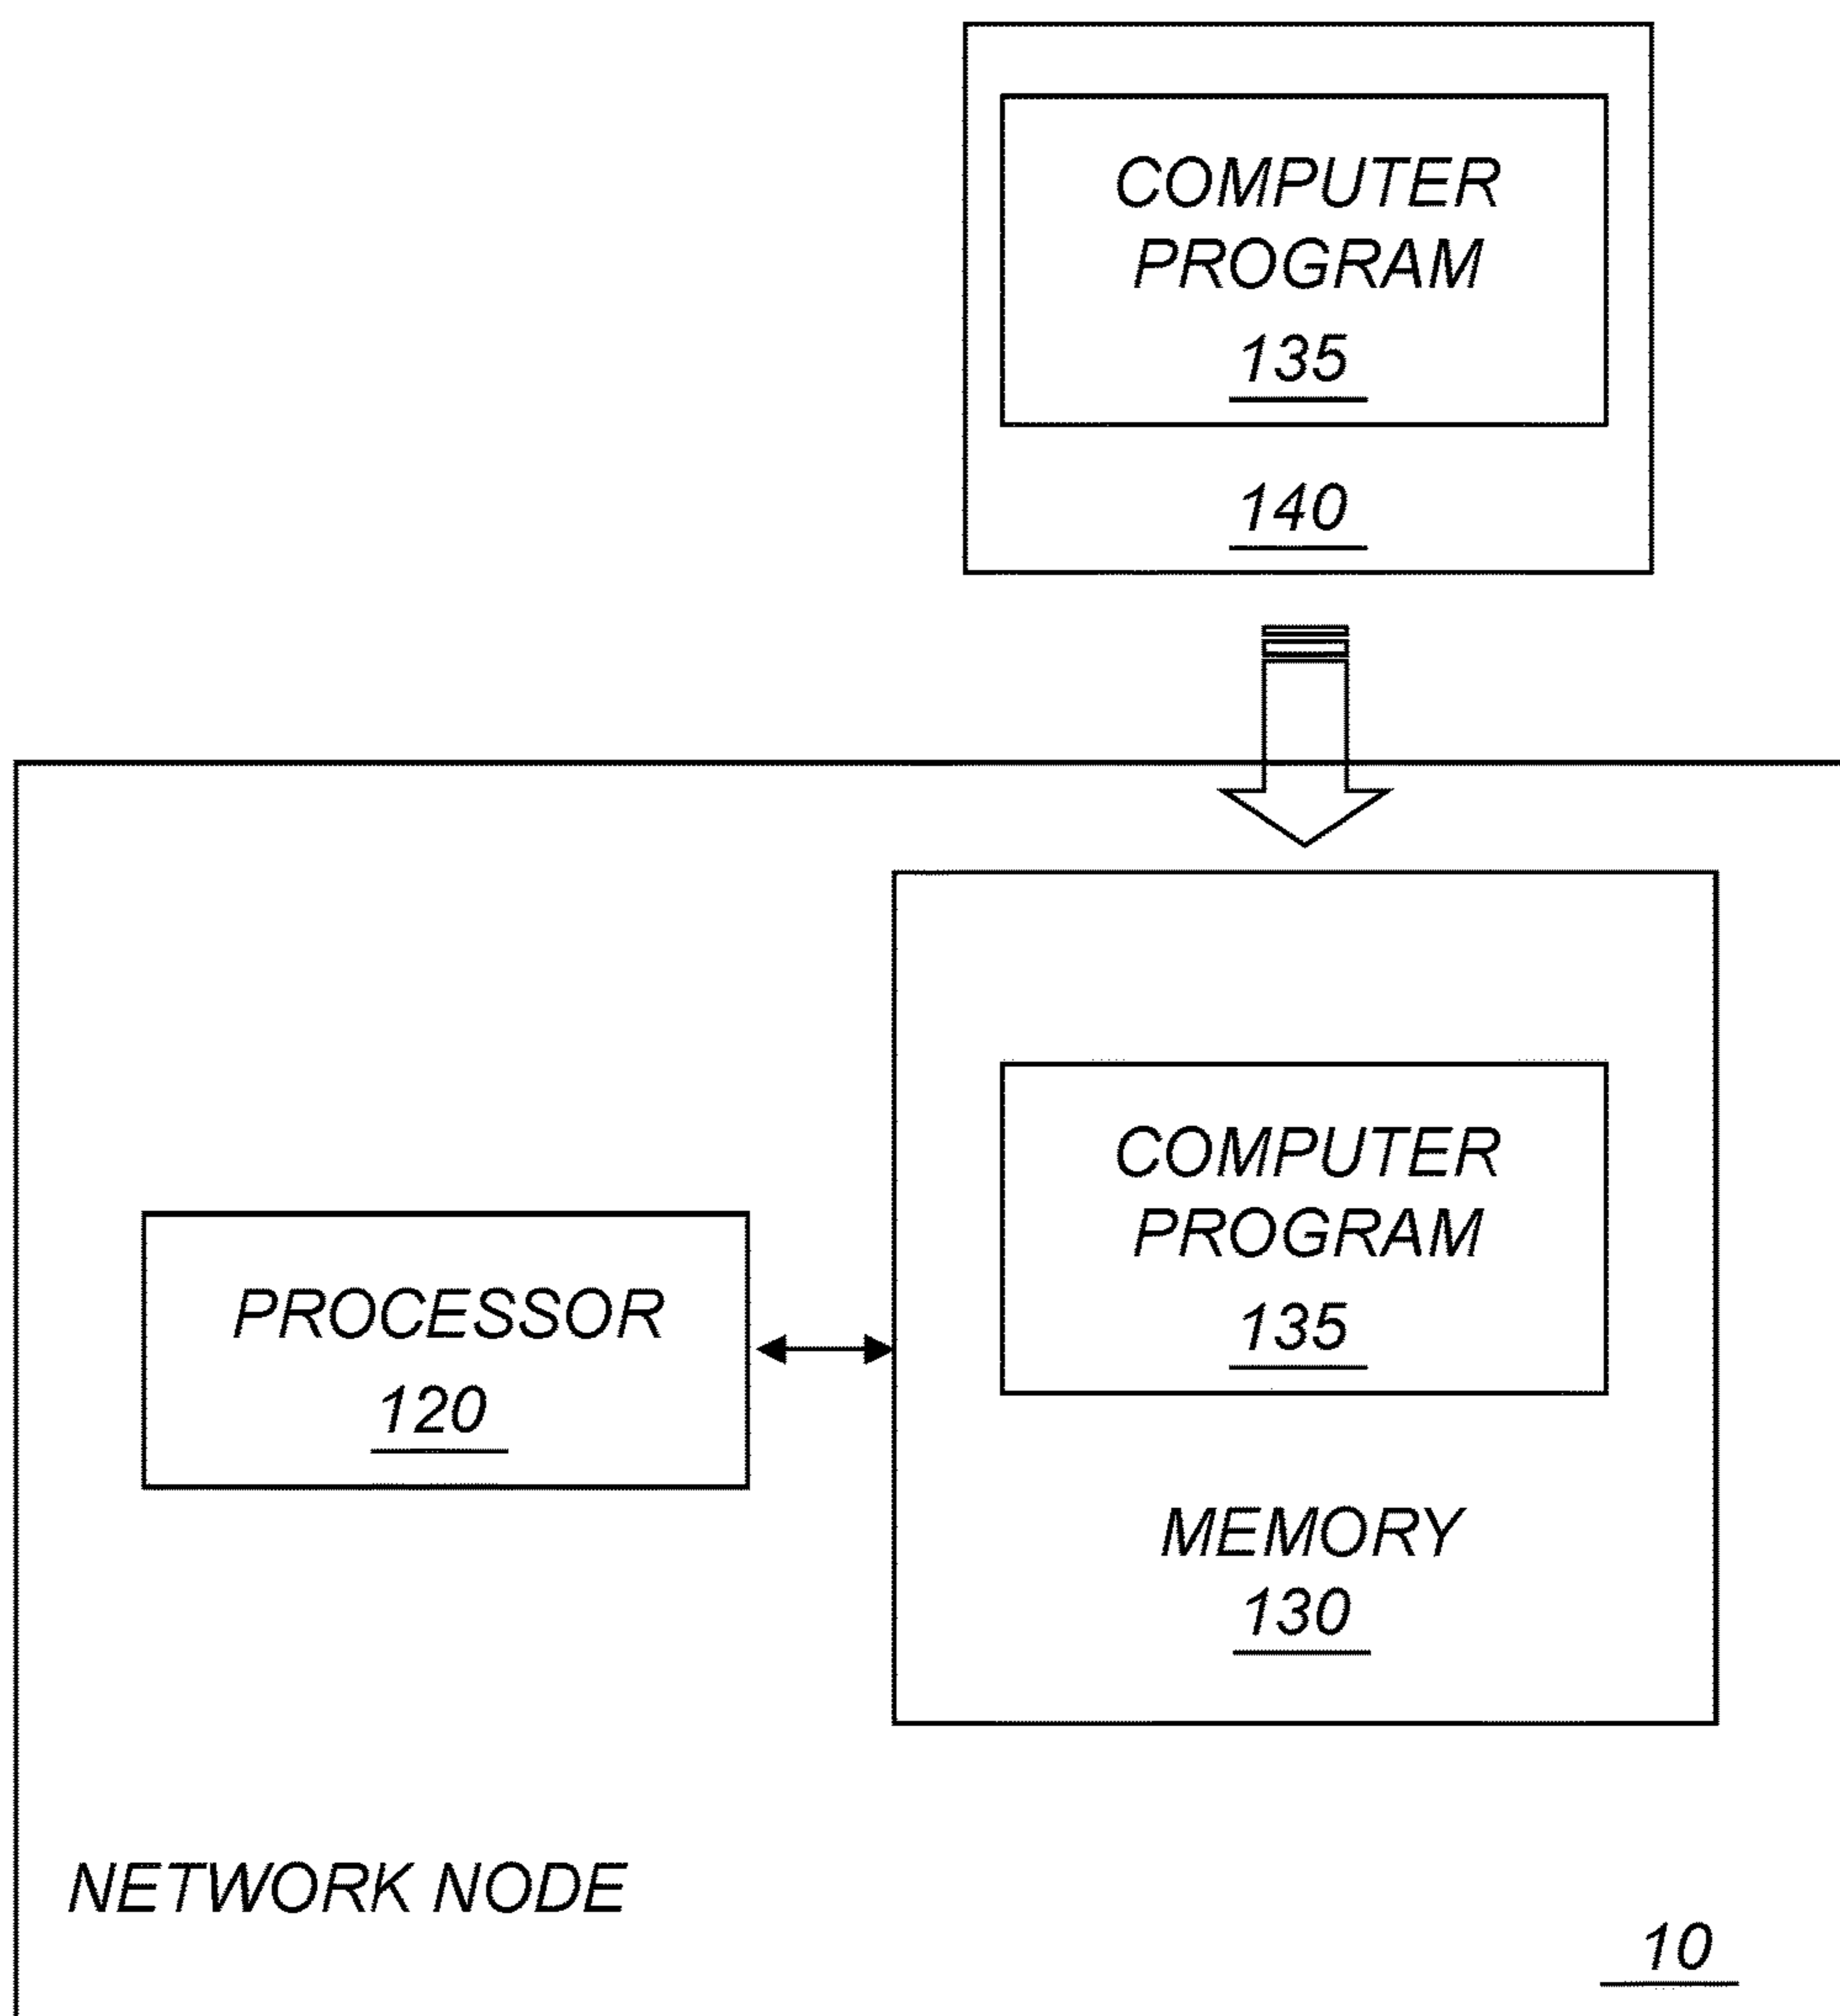 COMPUTER
PROGRAM
135
140
COMPUTER
PROGRAM
135
PROCESSOR
120
MEMORY
130
NETWORK NODE
10